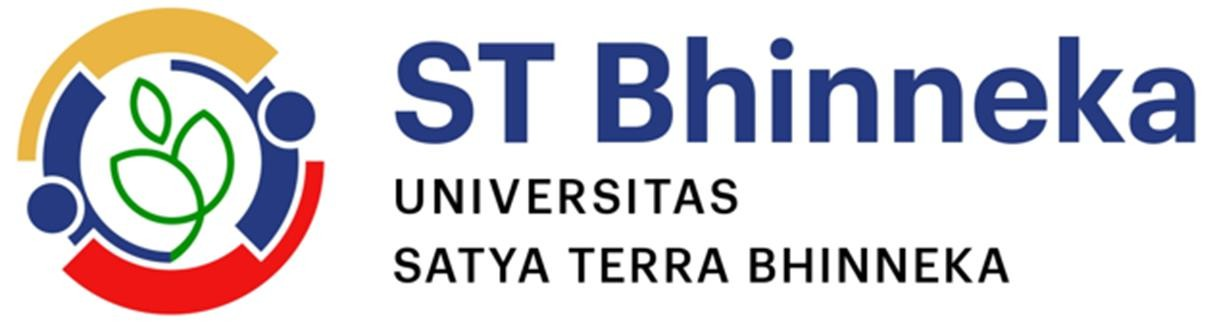 ST Bhinneka
UNIVERSITAS
SATYA TERRA BHINNEKA